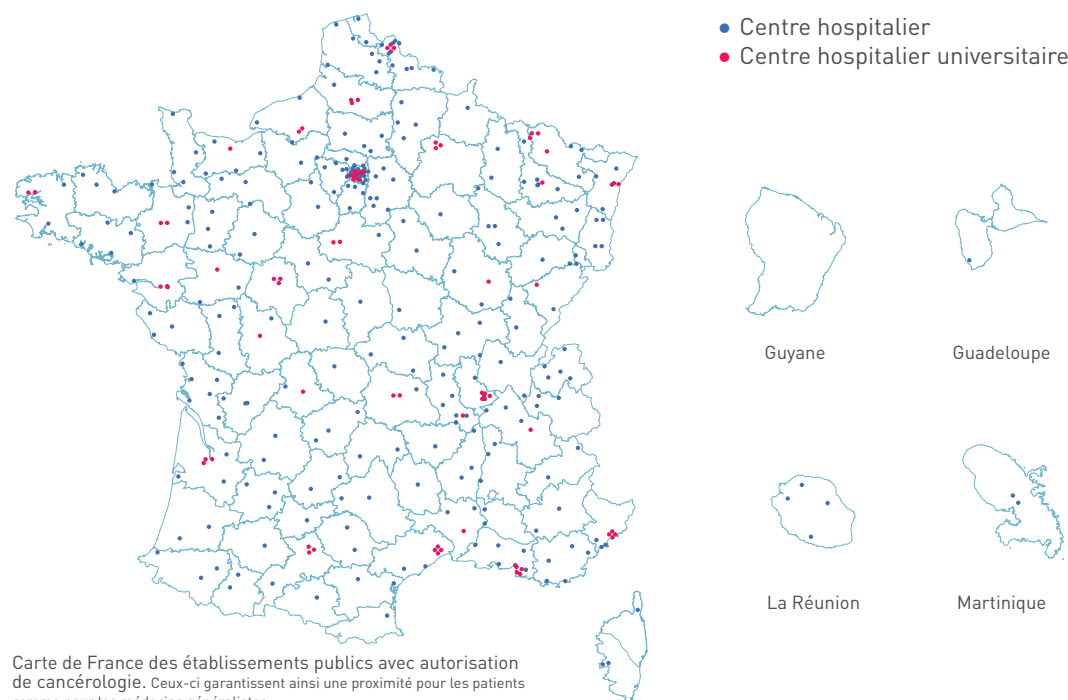 Centre hospitalier
Centre hospitalier universitaire
Guyane
Guadeloupe
La Réunion
Martinique
Carte de France des établissements publics avec autorisation
de cancérologie. Ceux-ci garantissent ainsi une proximité pour les patients